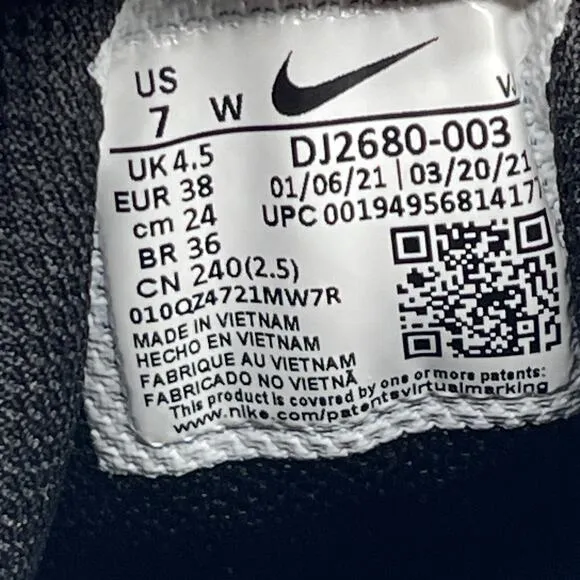 US
7 W
UK 4.5
EUR 38
cm 24
BR 36
CN 240(2.5)
010QZ4721MW7R
DJ2680-003
01/06/21 | 03/20/21
UPC 00194956814177
MADE IN VIETNAM
HECHO EN VIETNAM
FABRIQUE AU VIETNAM
FABRICADO NO VIETNÃ
This product is covered by one or more patents:
www.nike.com/patentsvirtualmarking